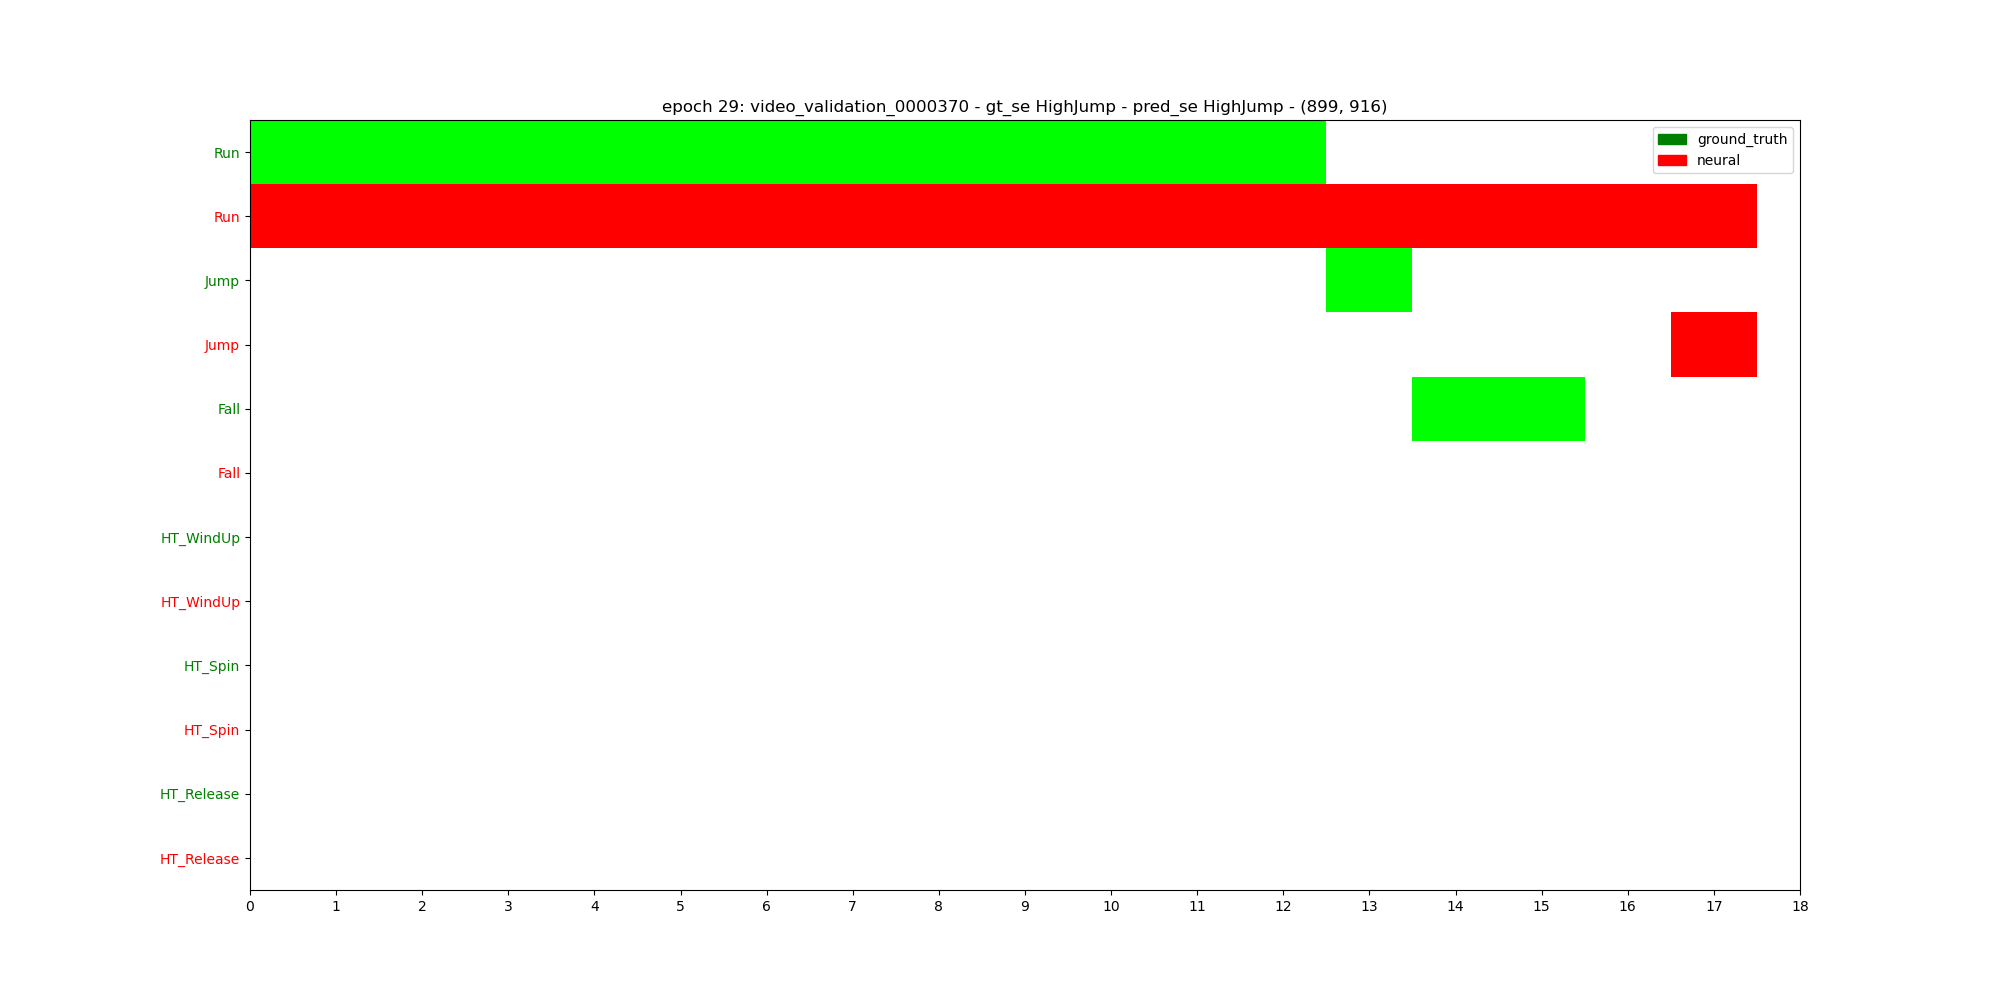 epoch 29: video_validation_0000370 - gt_se HighJump - pred_se HighJump - (899, 916)
ground_truth
neural
Run
Run
Jump
Jump
Fall
Fall
HT_WindUp
HT_WindUp
HT_Spin
HT_Spin
HT_Release
HT_Release
0 1 2 3 4 5 6 7 8 9 10 11 12 13 14 15 16 17 18